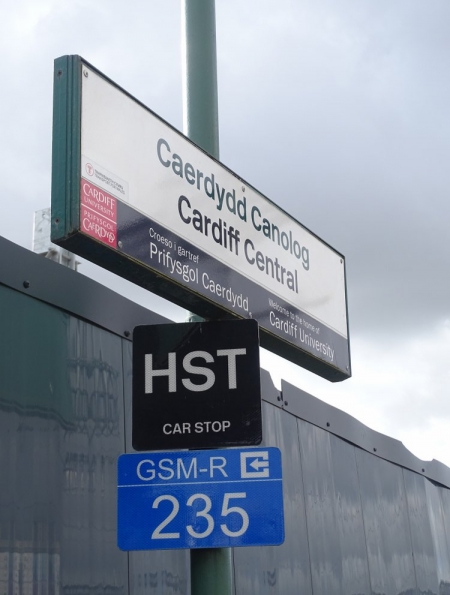 Caerdydd Canolog
Cardiff Central
CARDIFF
UNIVERSITY
PRIFYSGOL
CAERDYDD
Croeso i gartref
Prifysgol Caerdydd
Welcome to the home of
Cardiff University
HST
CAR STOP
GSM-R
235